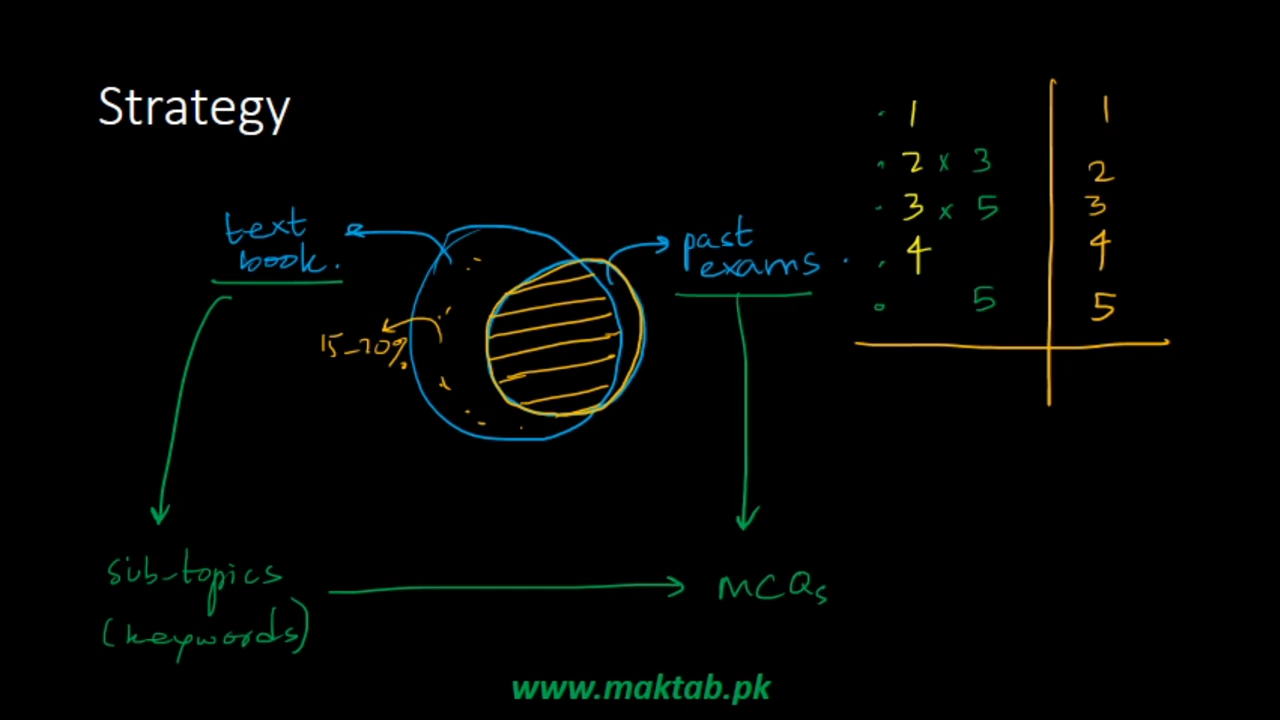 Strategy
text
book.
past
exams.
15-20%
Sub-topics
(keywords)
MCQs
1 1
2 x 3 2
3 x 5 3
4 4
5 5
www.maktab.pk